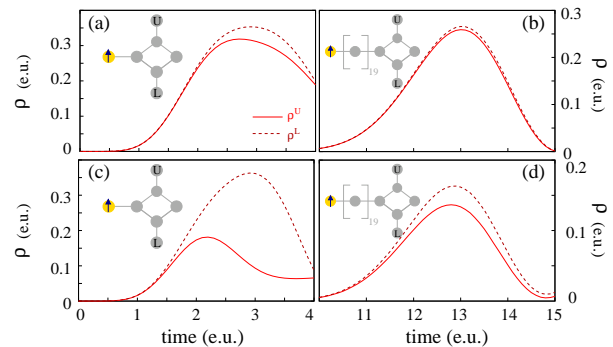 (a)
U
L
ρ (e.u.)
0.3
0.2
0.1
0
ρᵁ
ρᴸ
(b)
U
19
L
0.3
0.2
0.1
0
ρ (e.u.)
(c)
U
L
ρ (e.u.)
0.3
0.2
0.1
0
0 1 2 3 4
time (e.u.)
(d)
U
19
L
0.2
0.1
0
ρ (e.u.)
11 12 13 14 15
time (e.u.)